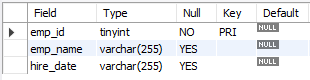 Field Type Null Key Default
emp_id tinyint NO PRI NULL
emp_name varchar(255) YES NULL
hire_date varchar(255) YES NULL